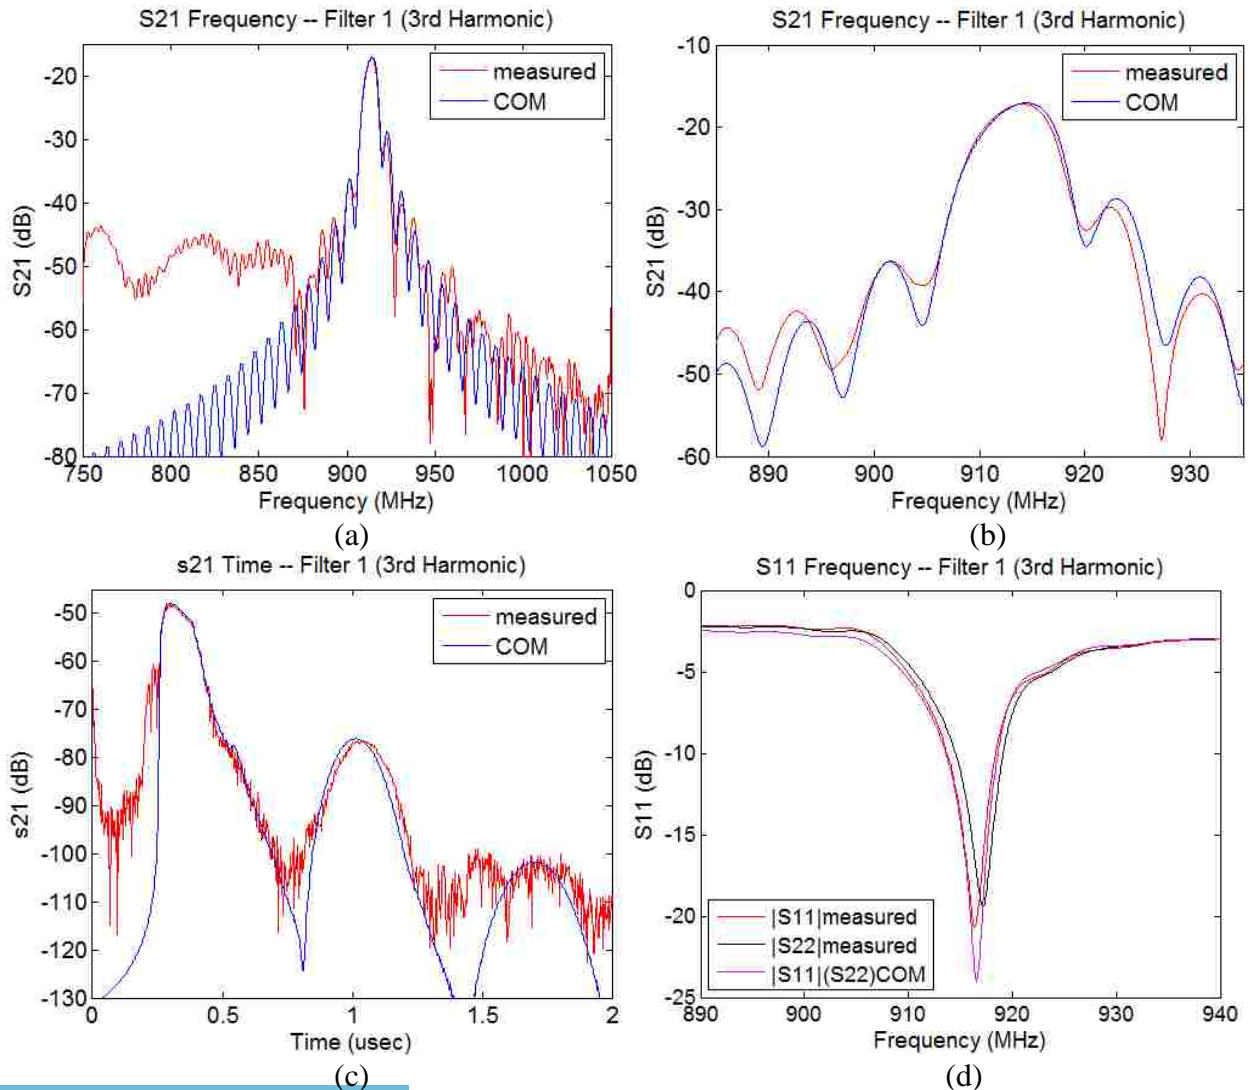 S21 Frequency -- Filter 1 (3rd Harmonic)
measured
COM
S21 (dB)
-20
-30
-40
-50
-60
-70
-80
750 800 850 900 950 1000 1050
Frequency (MHz)
(a)
S21 Frequency -- Filter 1 (3rd Harmonic)
measured
COM
S21 (dB)
-10
-20
-30
-40
-50
-60
890 900 910 920 930
Frequency (MHz)
(b)
s21 Time -- Filter 1 (3rd Harmonic)
measured
COM
s21 (dB)
-50
-60
-70
-80
-90
-100
-110
-120
-130
0 0.5 1 1.5 2
Time (usec)
(c)
S11 Frequency -- Filter 1 (3rd Harmonic)
S11 (dB)
0
-5
-10
-15
-20
-25
|S11|measured
|S22|measured
|S11|(S22)COM
890 900 910 920 930 940
Frequency (MHz)
(d)